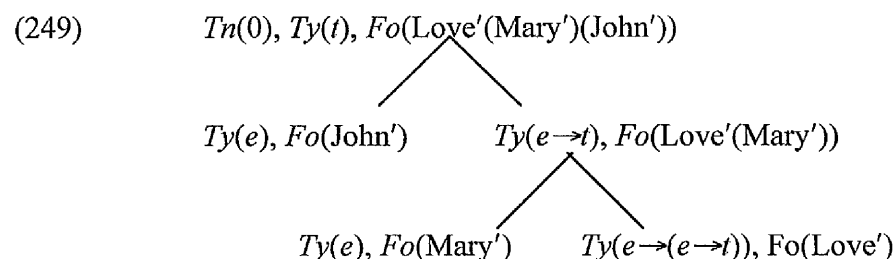 (249) Tn(0), Ty(t), Fo(Love′(Mary′)(John′))
Ty(e), Fo(John′) Ty(e→t), Fo(Love′(Mary′))
Ty(e), Fo(Mary′) Ty(e→(e→t)), Fo(Love′)